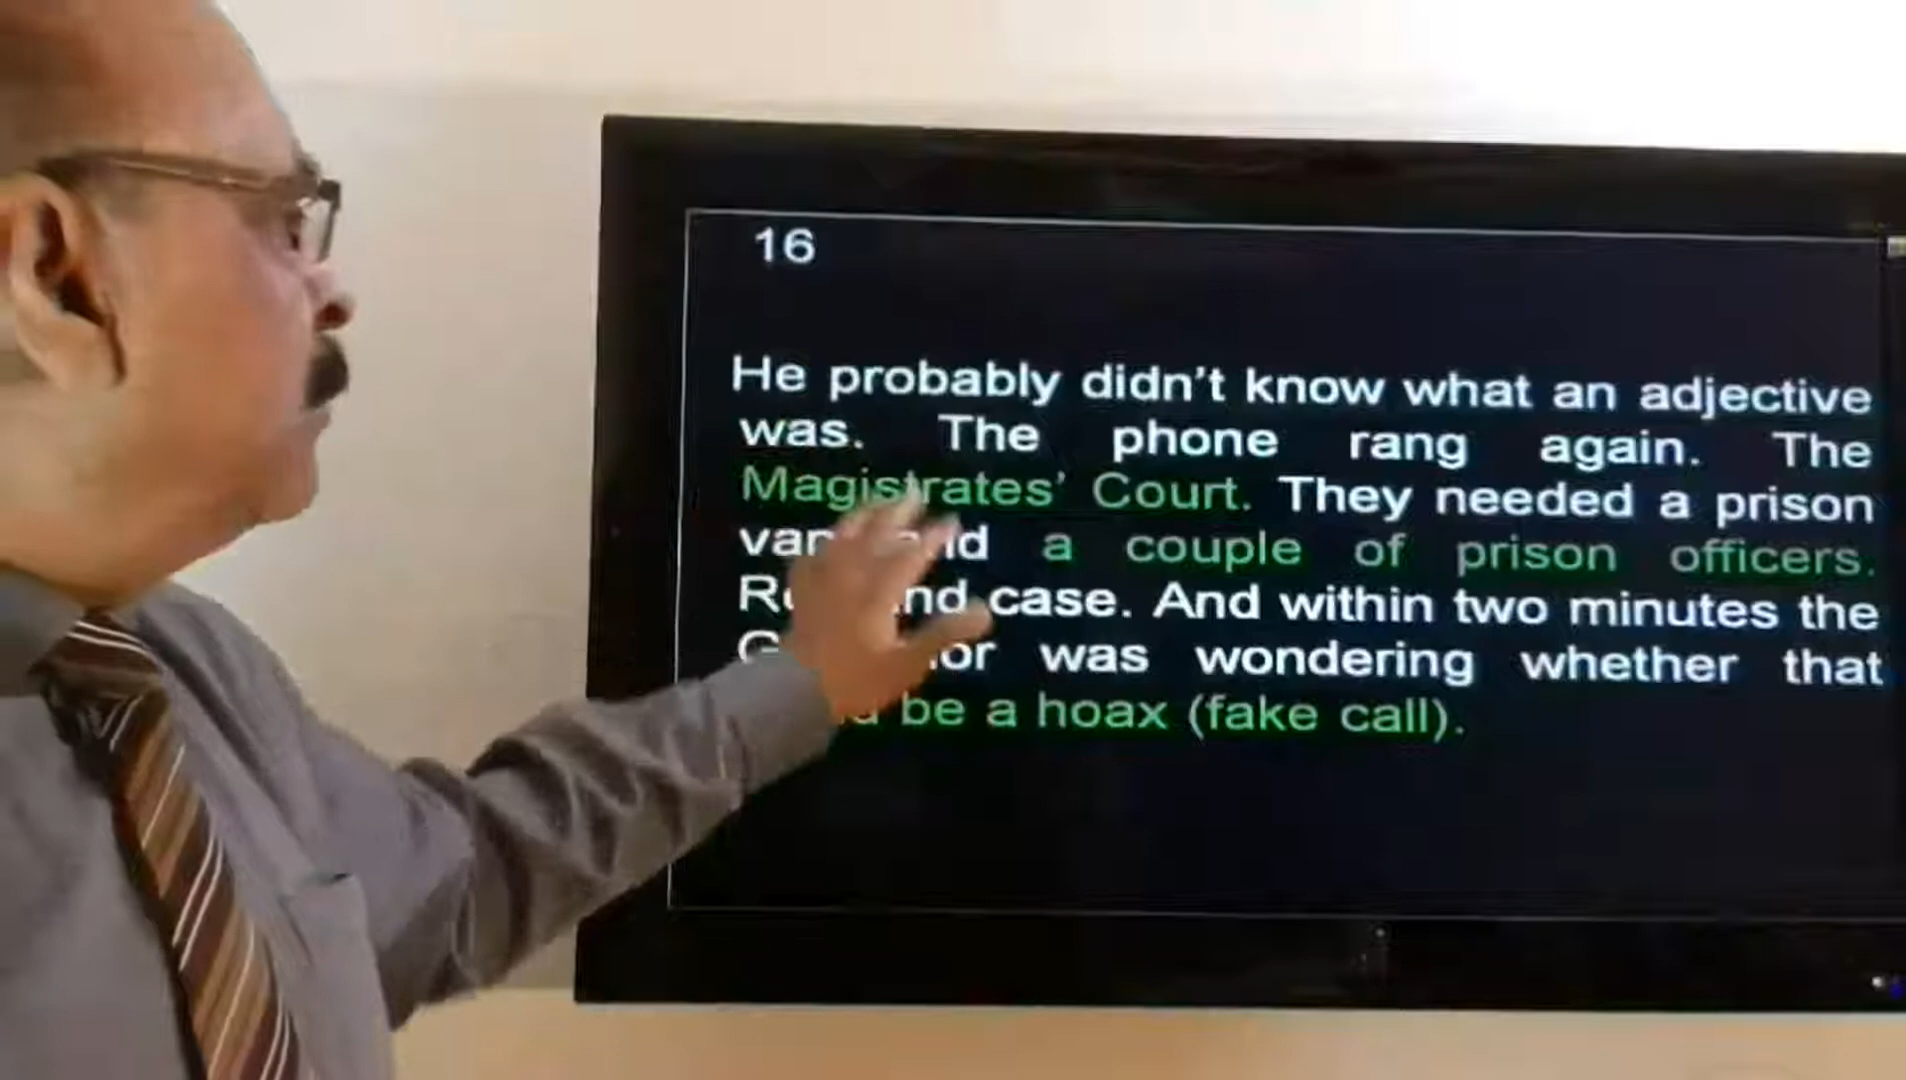 16
He probably didn't know what an adjective
was. The phone rang again. The
Magistrates' Court. They needed a prison
a couple of prison officers.
case. And within two minutes the
was wondering whether that
be a hoax (fake call).